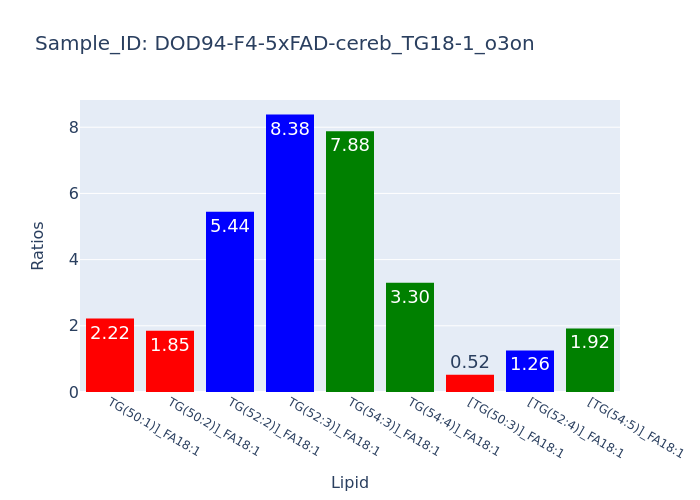 Sample_ID: DOD94-F4-5xFAD-cereb_TG18-1_o3on
Ratios
8
6
4
2
0
2.22
1.85
5.44
8.38
7.88
3.30
0.52
1.26
1.92
TG(50:1)]_FA18:1
TG(50:2)]_FA18:1
TG(52:2)]_FA18:1
TG(52:3)]_FA18:1
TG(54:3)]_FA18:1
TG(54:4)]_FA18:1
[TG(50:3)]_FA18:1
[TG(52:4)]_FA18:1
[TG(54:5)]_FA18:1
Lipid